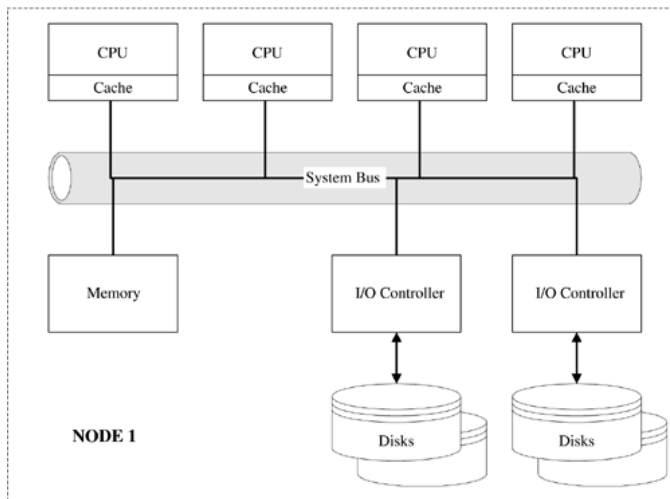 CPU
CPU
CPU
CPU
Cache
Cache
Cache
Cache
System Bus
Memory
I/O Controller
I/O Controller
NODE 1
Disks
Disks